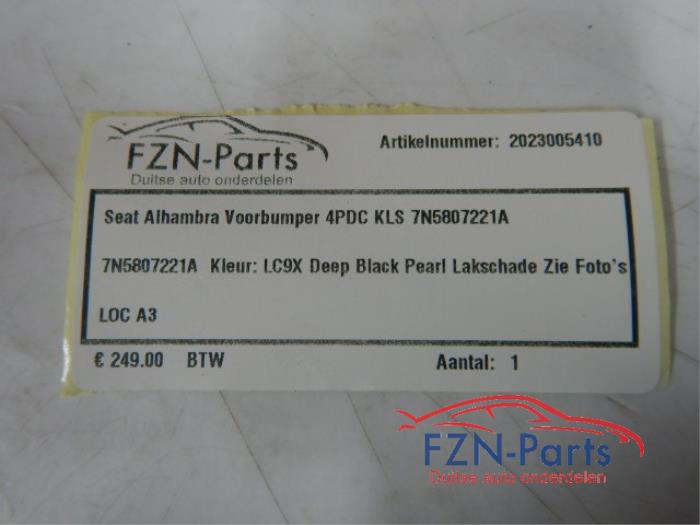 FZN-Parts
Duitse auto onderdelen
Artikelnummer: 2023005410
Seat Alhambra Voorbumper 4PDC KLS 7N5807221A
7N5807221A Kleur: LC9X Deep Black Pearl Lakschade Zie Foto's
LOC A3
€ 249.00 BTW
Aantal: 1
FZN-Parts
Duitse auto onderdelen